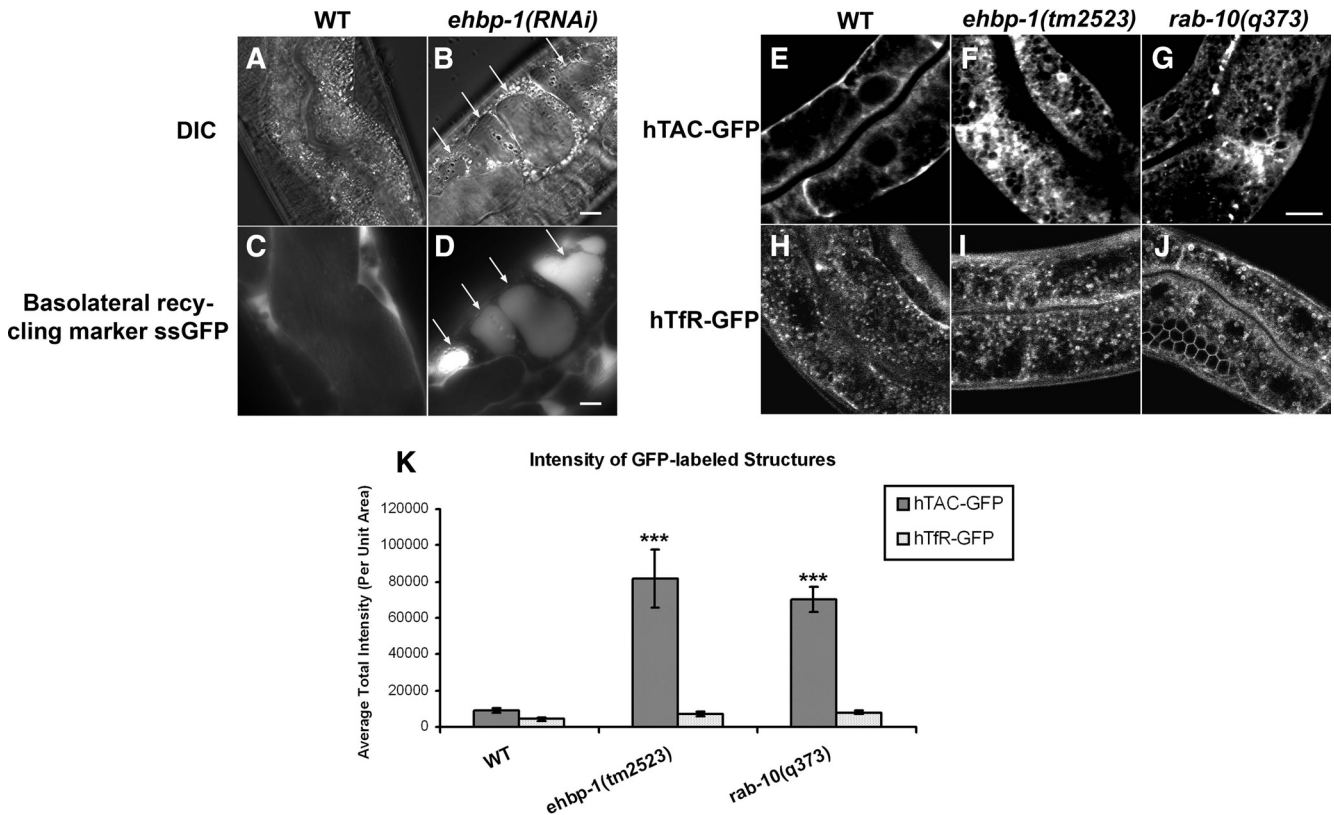 WT
ehbp-1(RNAi)
WT
ehbp-1(tm2523)
rab-10(q373)
A
B
E
F
G
DIC
hTAC-GFP
C
D
H
I
J
Basolateral recy-
cling marker ssGFP
hTfR-GFP
K
Intensity of GFP-labeled Structures
Average Total Intensity (Per Unit Area)
120000
100000
80000
60000
40000
20000
0
***
***
hTAC-GFP
hTfR-GFP
WT
ehbp-1(tm2523)
rab-10(q373)